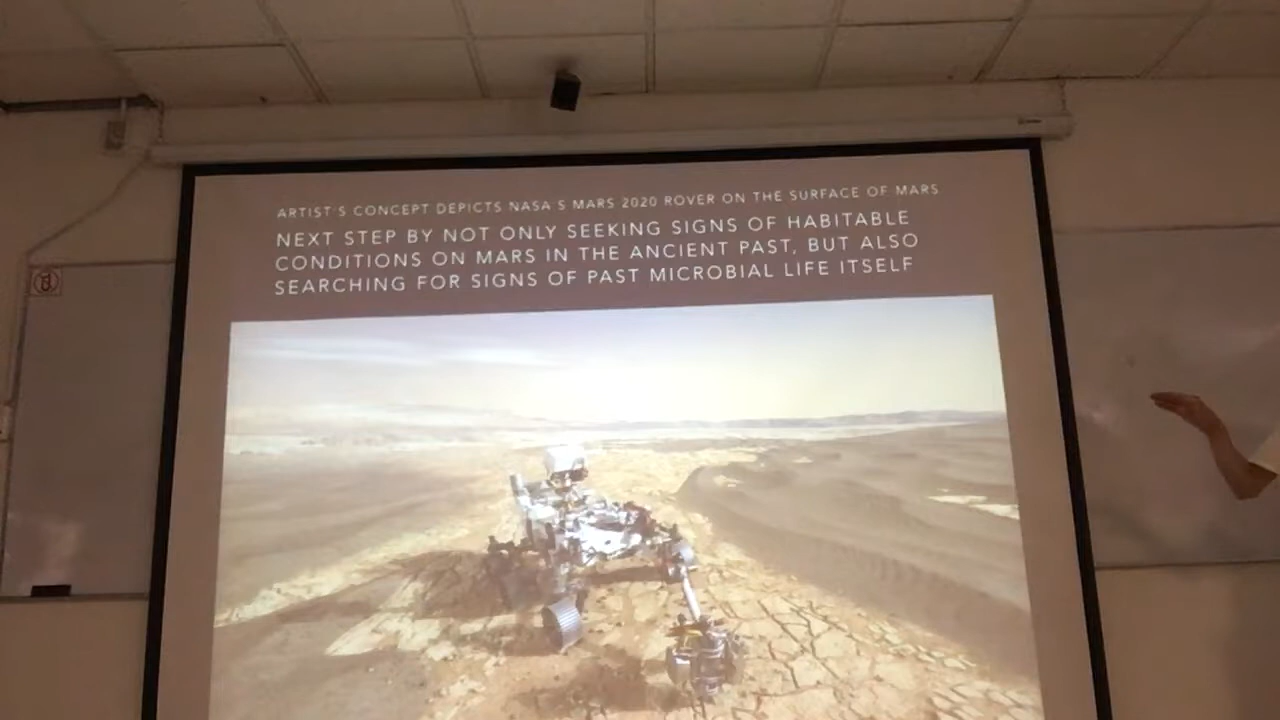 ARTIST'S CONCEPT DEPICTS NASA S MARS 2020 ROVER ON THE SURFACE OF MARS
NEXT STEP BY NOT ONLY SEEKING SIGNS OF HABITABLE
CONDITIONS ON MARS IN THE ANCIENT PAST, BUT ALSO
SEARCHING FOR SIGNS OF PAST MICROBIAL LIFE ITSELF